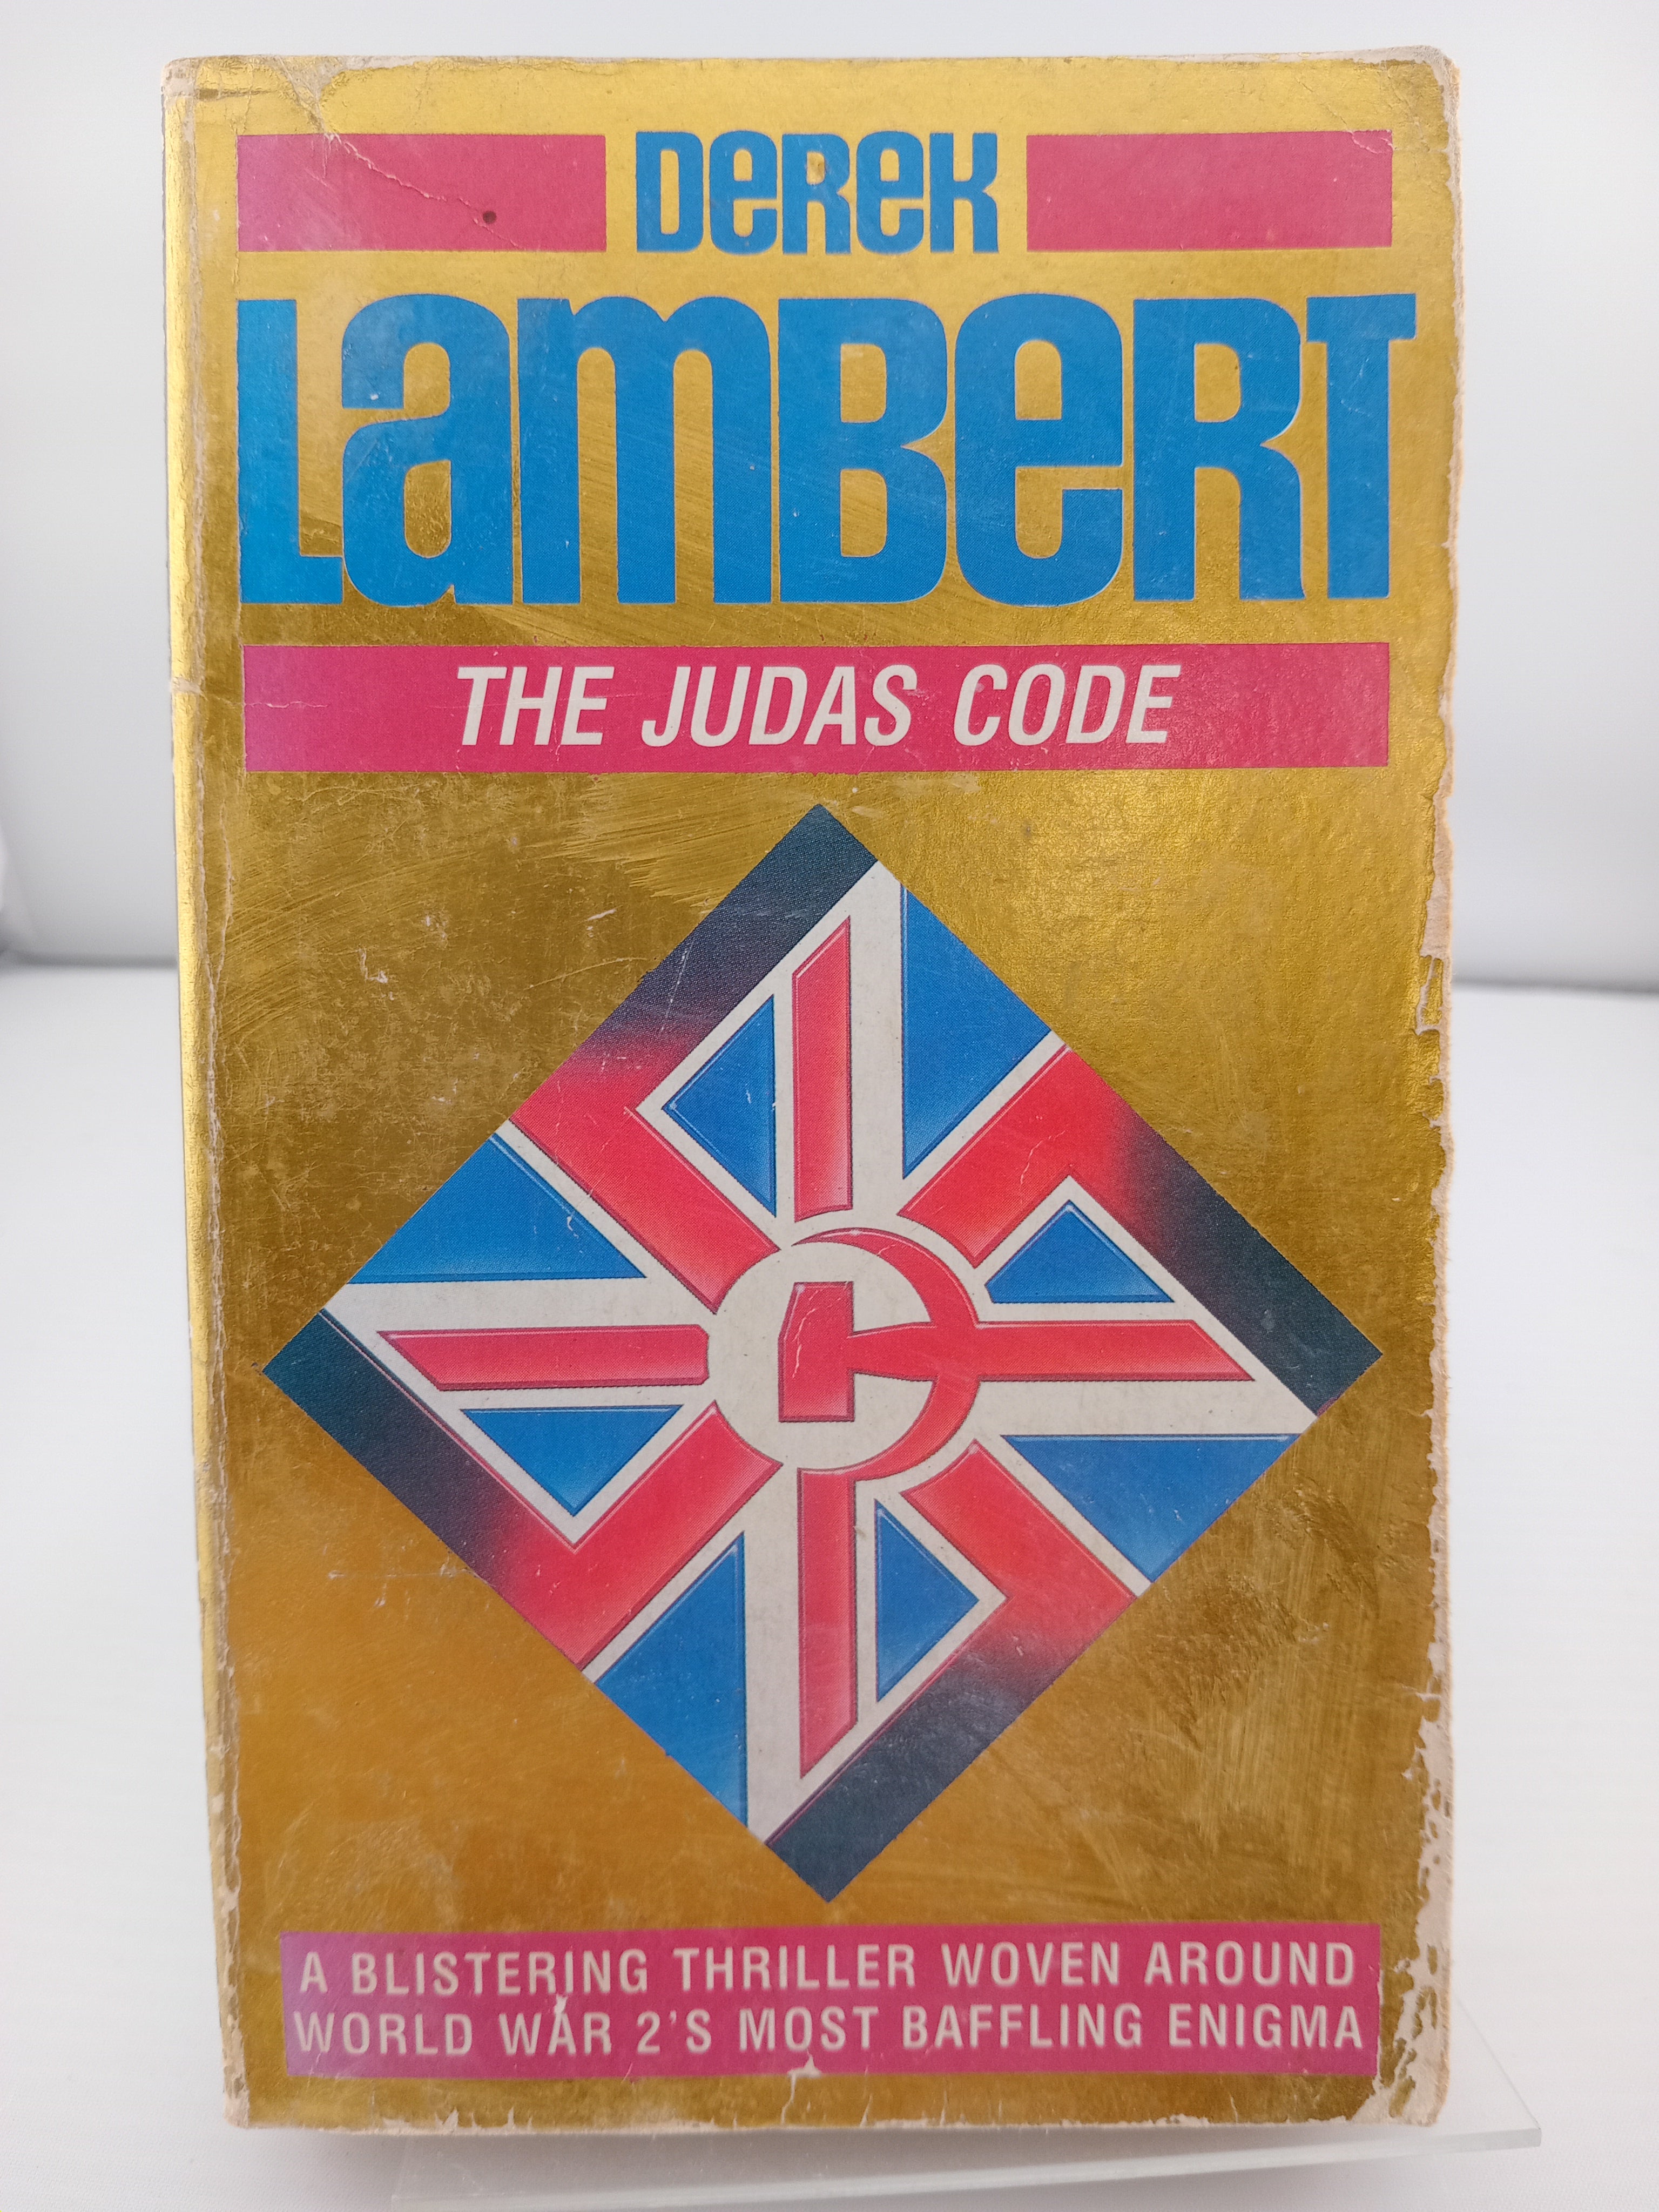 DEREK
LAMBERT
THE JUDAS CODE
A BLISTERING THRILLER WOVEN AROUND
WORLD WAR 2'S MOST BAFFLING ENIGMA